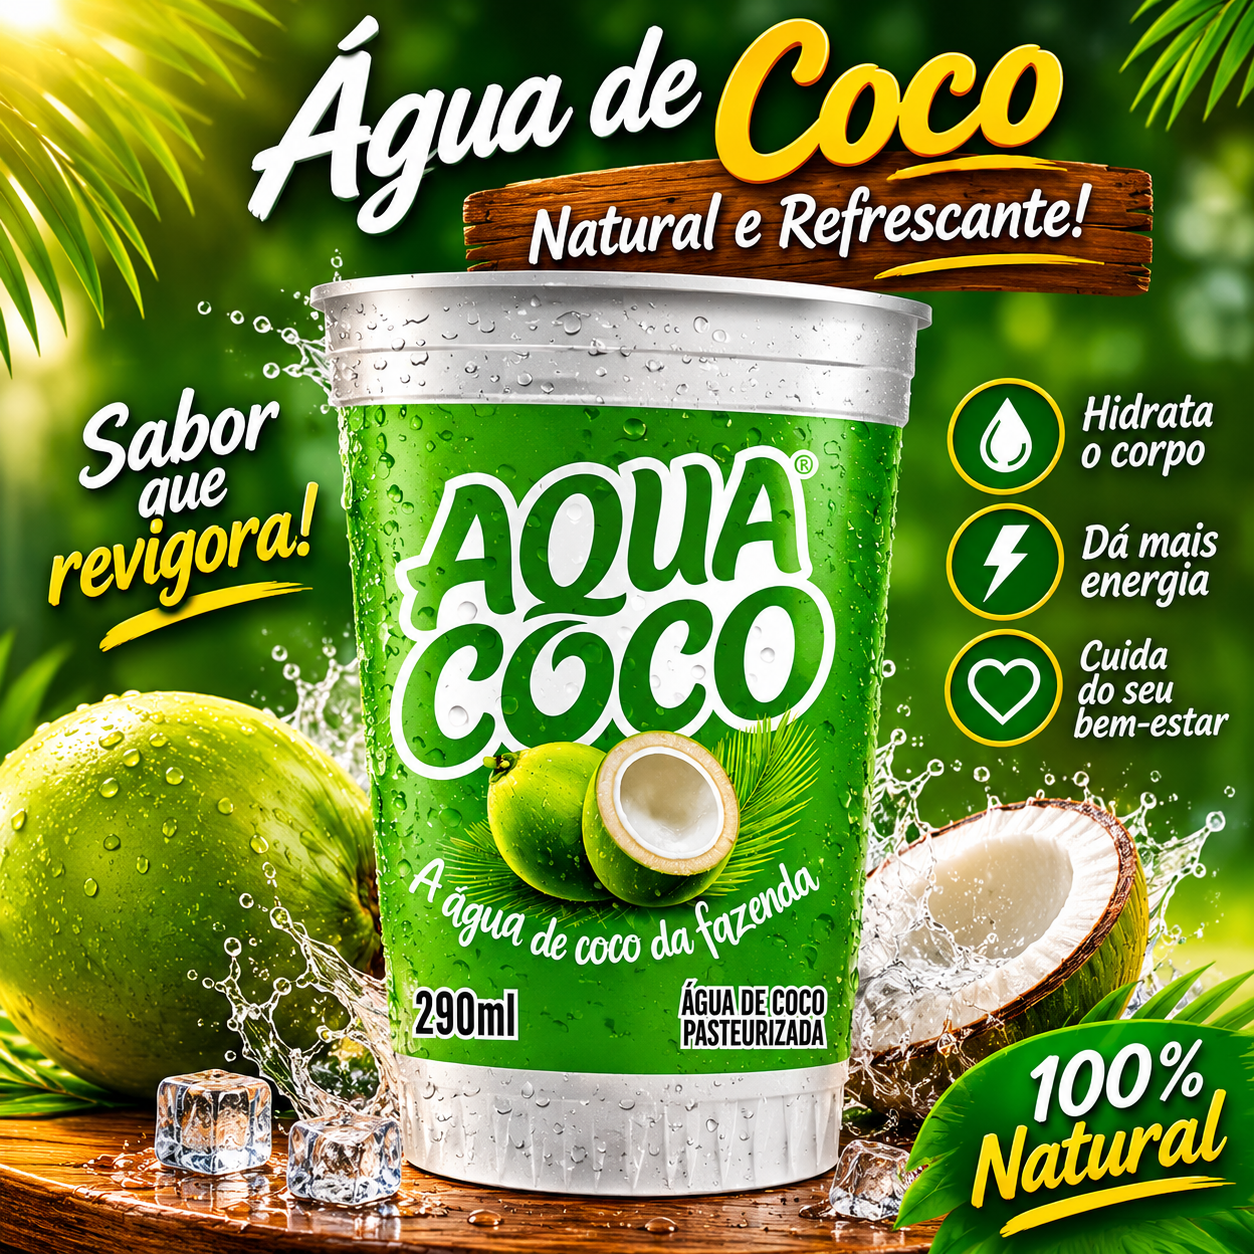 Água de Coco
Natural e Refrescante!
Sabor
que
revigora!
AQUA®
COCO
A água de coco da fazenda
290ml
ÁGUA DE COCO
PASTEURIZADA
Hidrata
o corpo
Dá mais
energia
Cuida
do seu
bem-estar
100%
Natural